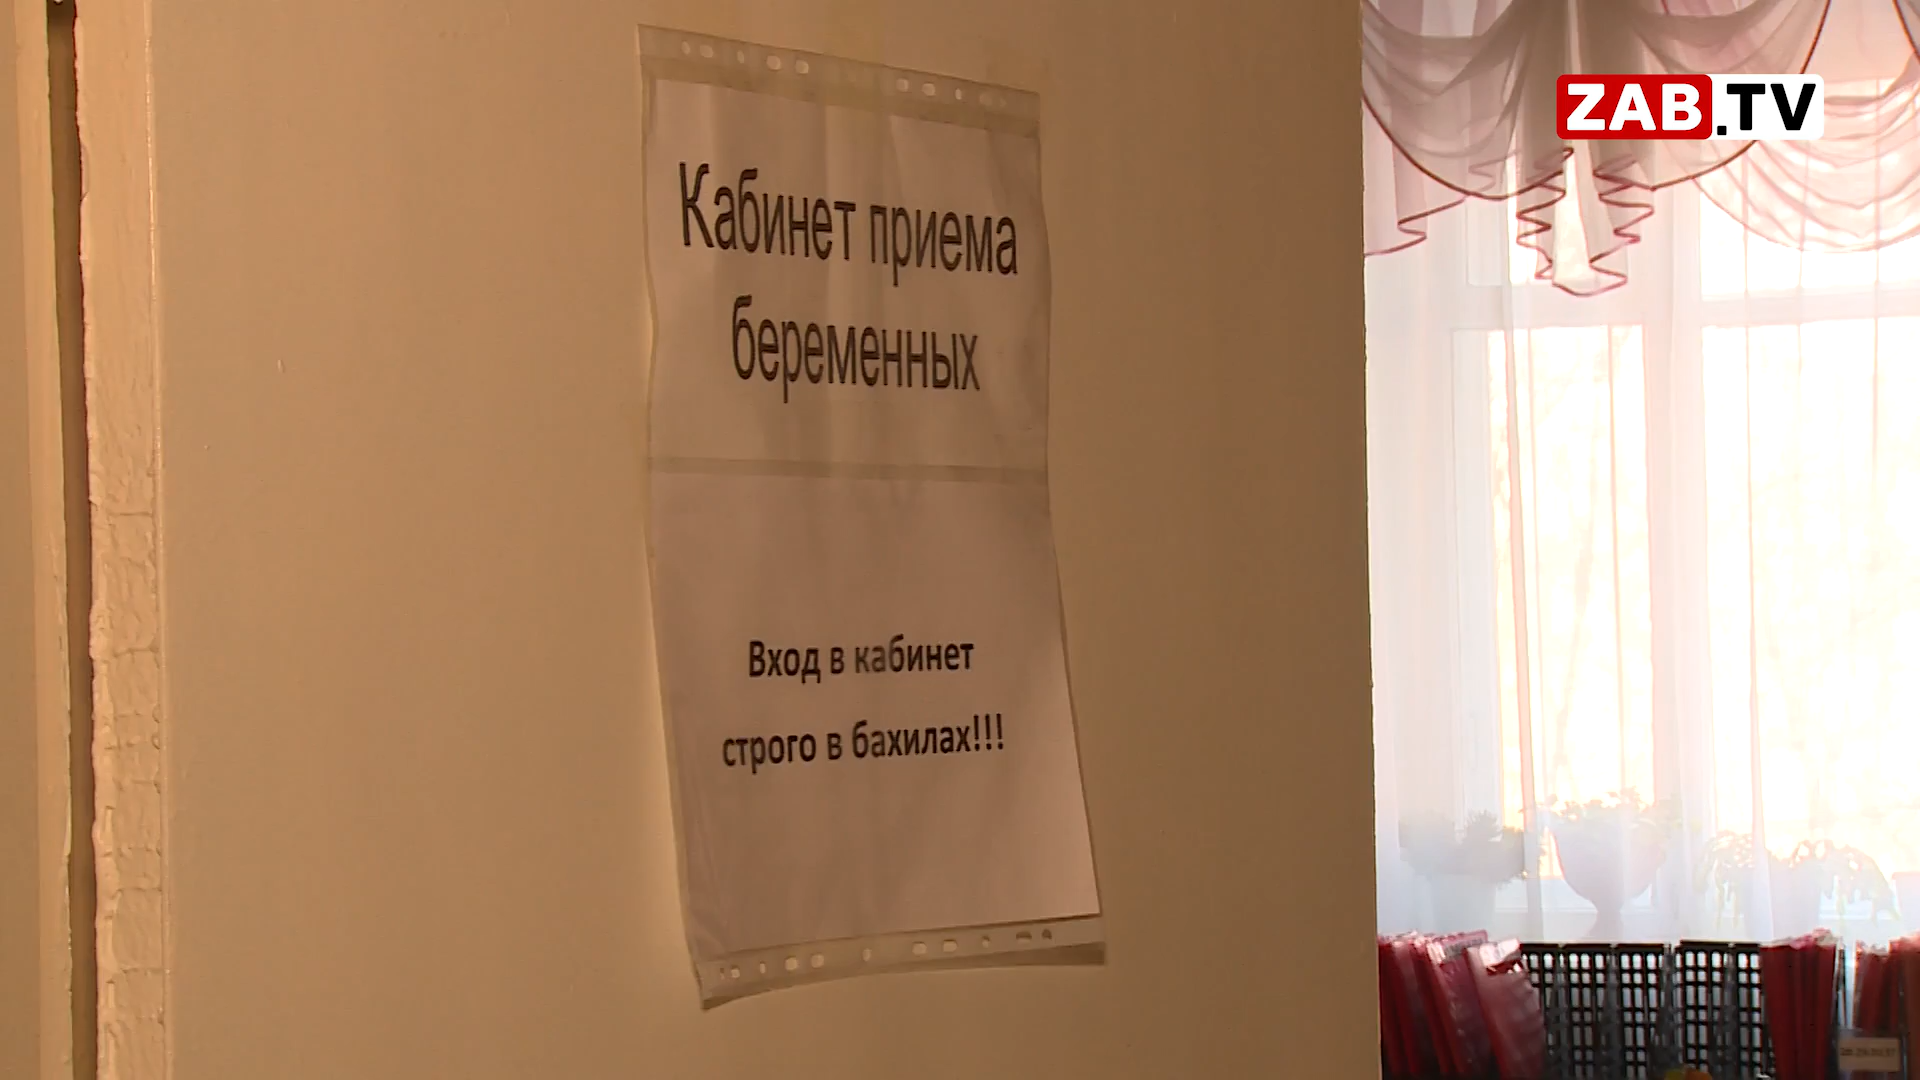 ZAB.TV
Кабинет приема
беременных
Вход в кабинет
строго в бахилах!!!